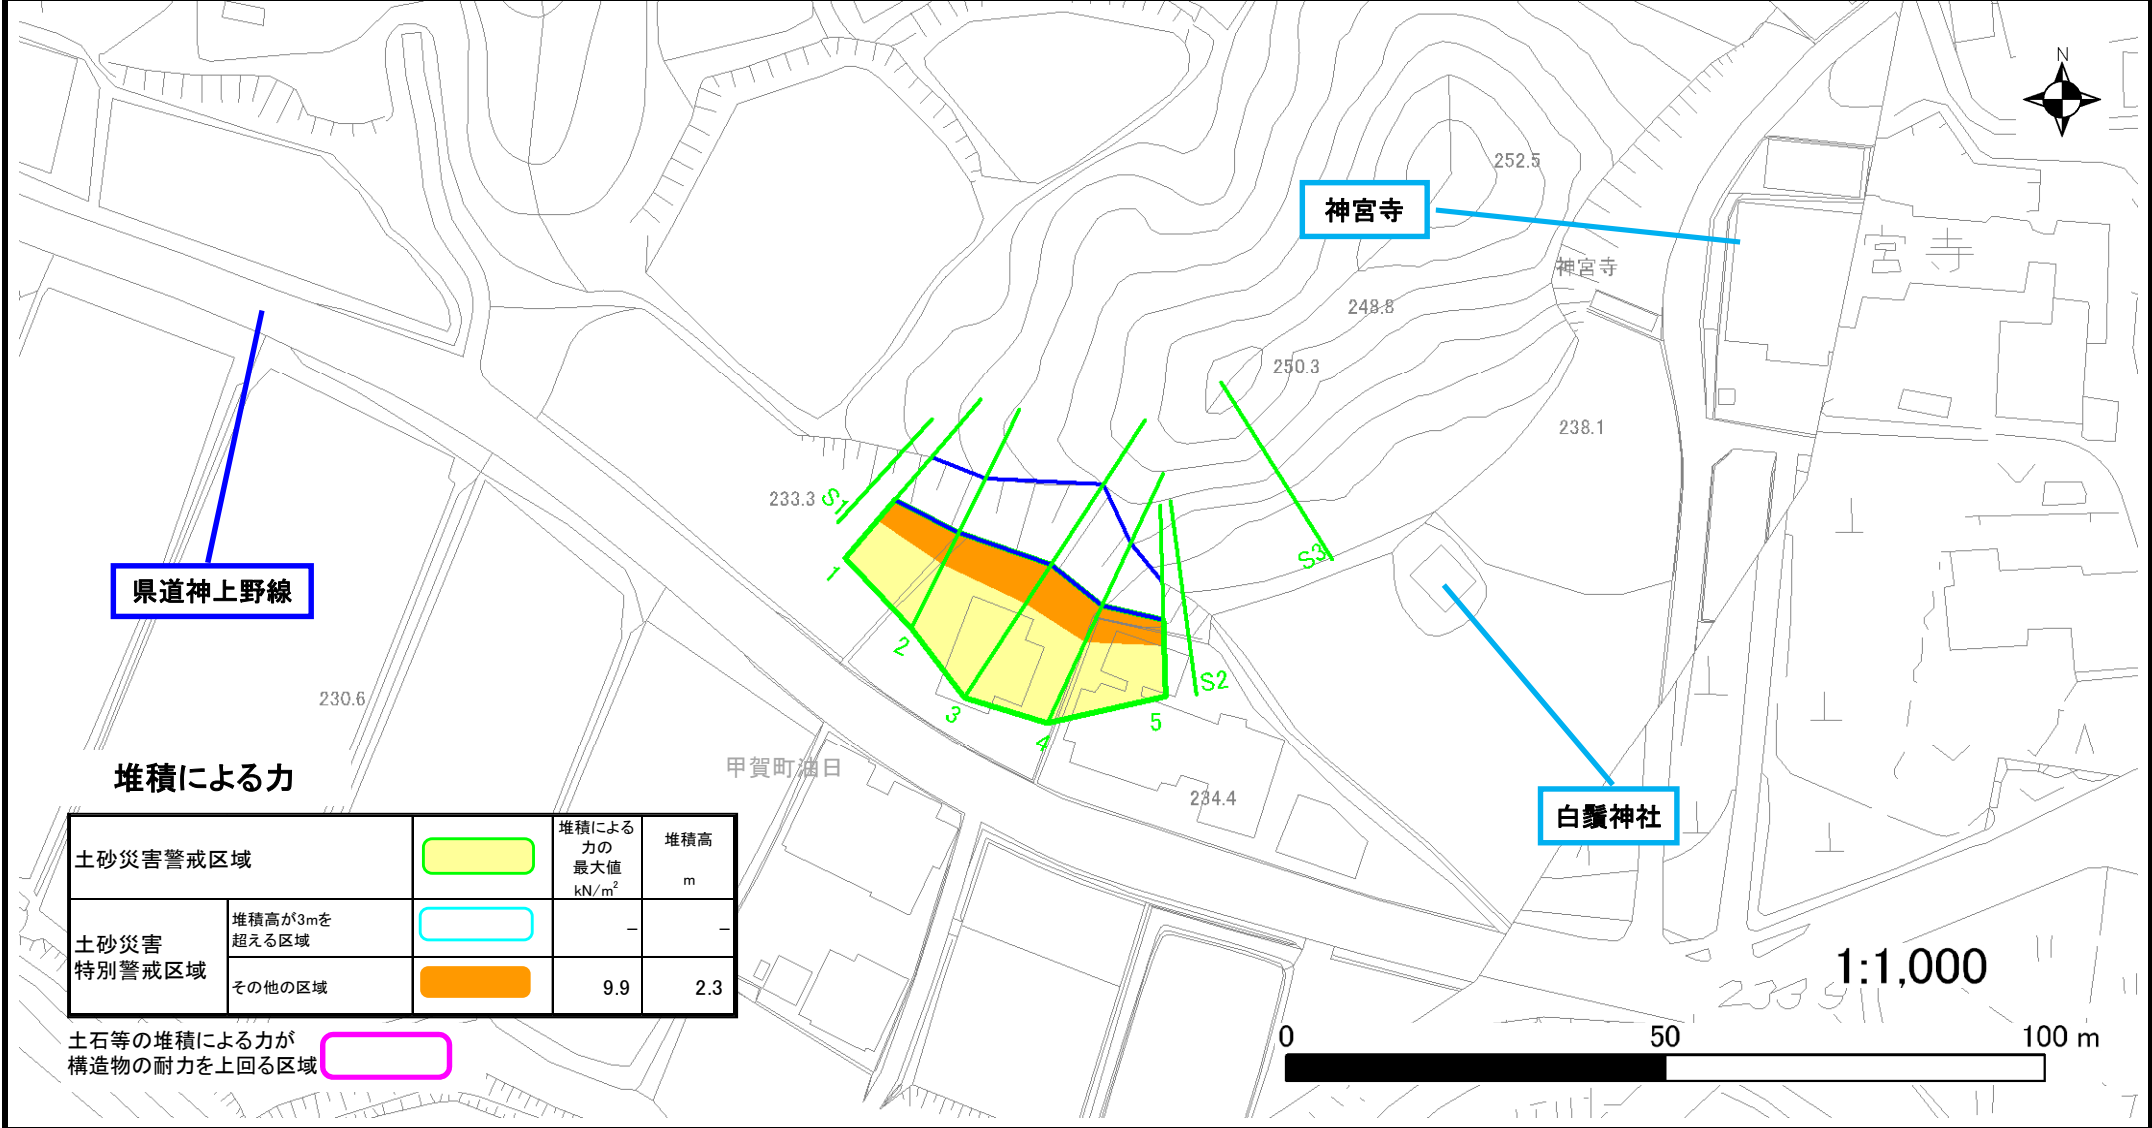 N
252.5
神宮寺
宮寺
神宮寺
248.8
250.3
238.1
233.3
S1
S3
県道神上野線
1
2
S2
230.6
3
5
4
甲賀町油日
堆積による力
234.4
白鬚神社
土砂災害警戒区域
堆積による
力の
最大値
kN/m²
堆積高
m
土砂災害
特別警戒区域
堆積高が3mを
超える区域
–
–
その他の区域
9.9
2.3
1:1,000
土石等の堆積による力が
構造物の耐力を上回る区域
0
50
100 m